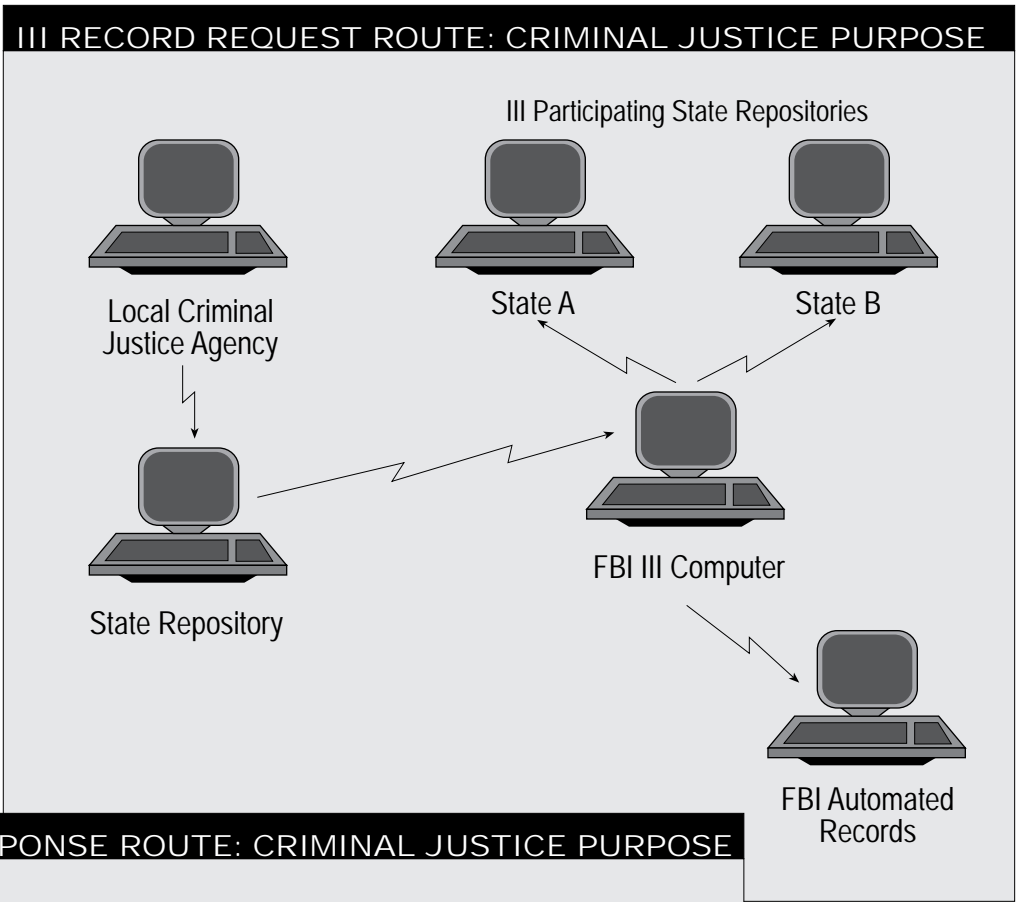 III RECORD REQUEST ROUTE: CRIMINAL JUSTICE PURPOSE
III Participating State Repositories
Local Criminal
Justice Agency
State A
State B
State Repository
FBI III Computer
FBI Automated
Records
ROUTE: CRIMINAL JUSTICE PURPOSE